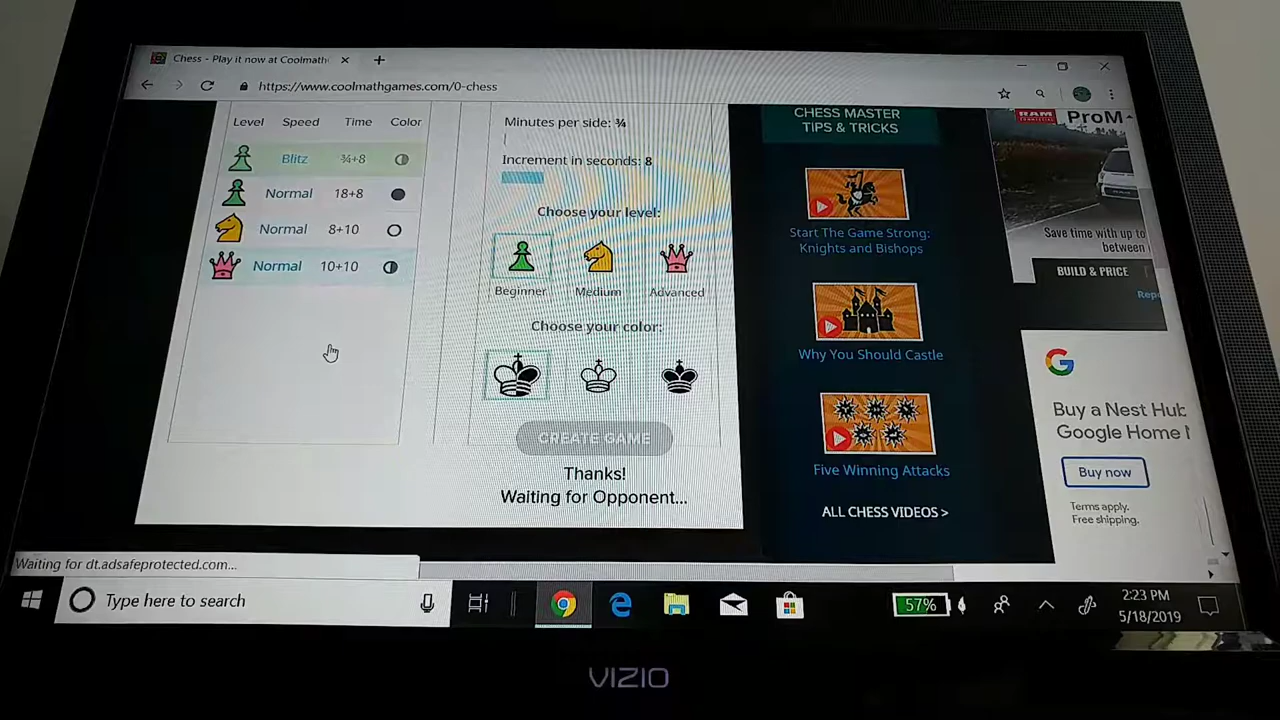 Chess - Play it now at Coolmath
https://www.coolmathgames.com/0-chess
Level Speed Time Color
Blitz ¾+8
Normal 18+8
Normal 8+10
Normal 10+10
Minutes per side: ¾
Increment in seconds: 8
Choose your level:
Beginner Medium Advanced
Choose your color:
CREATE GAME
Thanks!
Waiting for Opponent...
CHESS MASTER
TIPS & TRICKS
Start The Game Strong:
Knights and Bishops
Why You Should Castle
Five Winning Attacks
ALL CHESS VIDEOS >
RAM
ProM
Save time with up to
between
BUILD & PRICE
Buy a Nest Hub
Google Home
Buy now
Terms apply.
Free shipping.
Waiting for dt.adsafeprotected.com...
Type here to search
57%
2:23 PM
5/18/2019
VIZIO